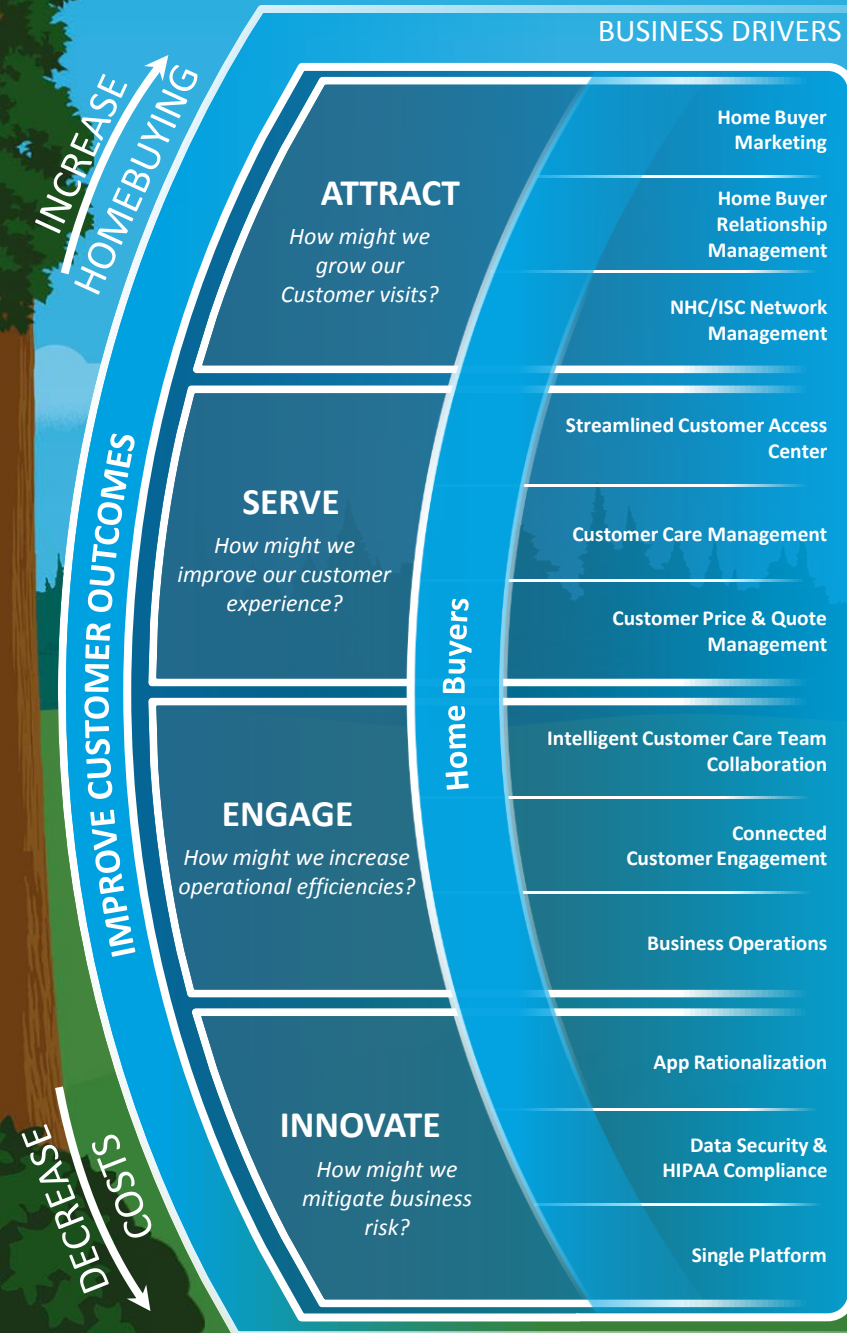 BUSINESS DRIVERS
INCREASE
HOMEBUYING
IMPROVE CUSTOMER OUTCOMES
DECREASE
COSTS
ATTRACT
How might we
grow our
Customer visits?
Home Buyer
Marketing
Home Buyer
Relationship
Management
NHC/ISC Network
Management
SERVE
How might we
improve our customer
experience?
Streamlined Customer Access
Center
Customer Care Management
Customer Price & Quote
Management
Home Buyers
ENGAGE
How might we increase
operational efficiencies?
Intelligent Customer Care Team
Collaboration
Connected
Customer Engagement
Business Operations
INNOVATE
How might we
mitigate business
risk?
App Rationalization
Data Security &
HIPAA Compliance
Single Platform